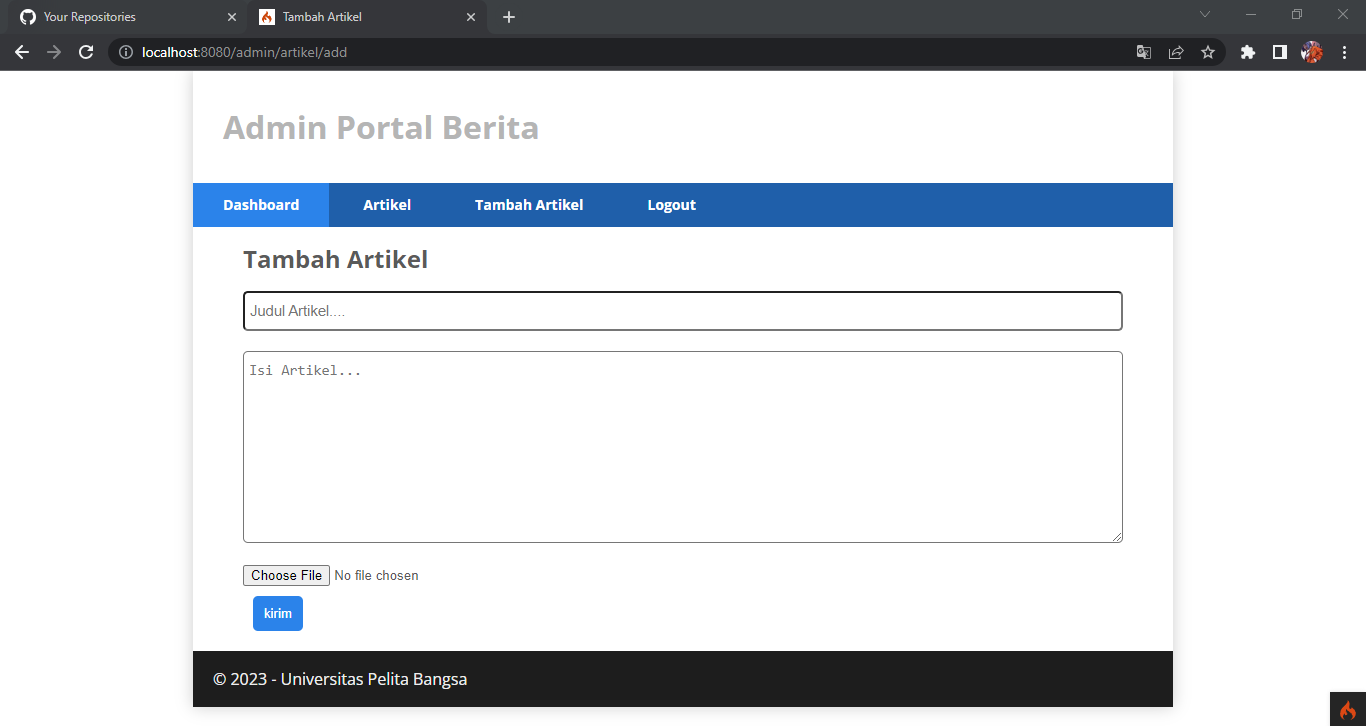 Your Repositories
Tambah Artikel
localhost:8080/admin/artikel/add
Admin Portal Berita
Dashboard Artikel Tambah Artikel Logout
Tambah Artikel
Judul Artikel....
Isi Artikel...
Choose File No file chosen
kirim
© 2023 - Universitas Pelita Bangsa